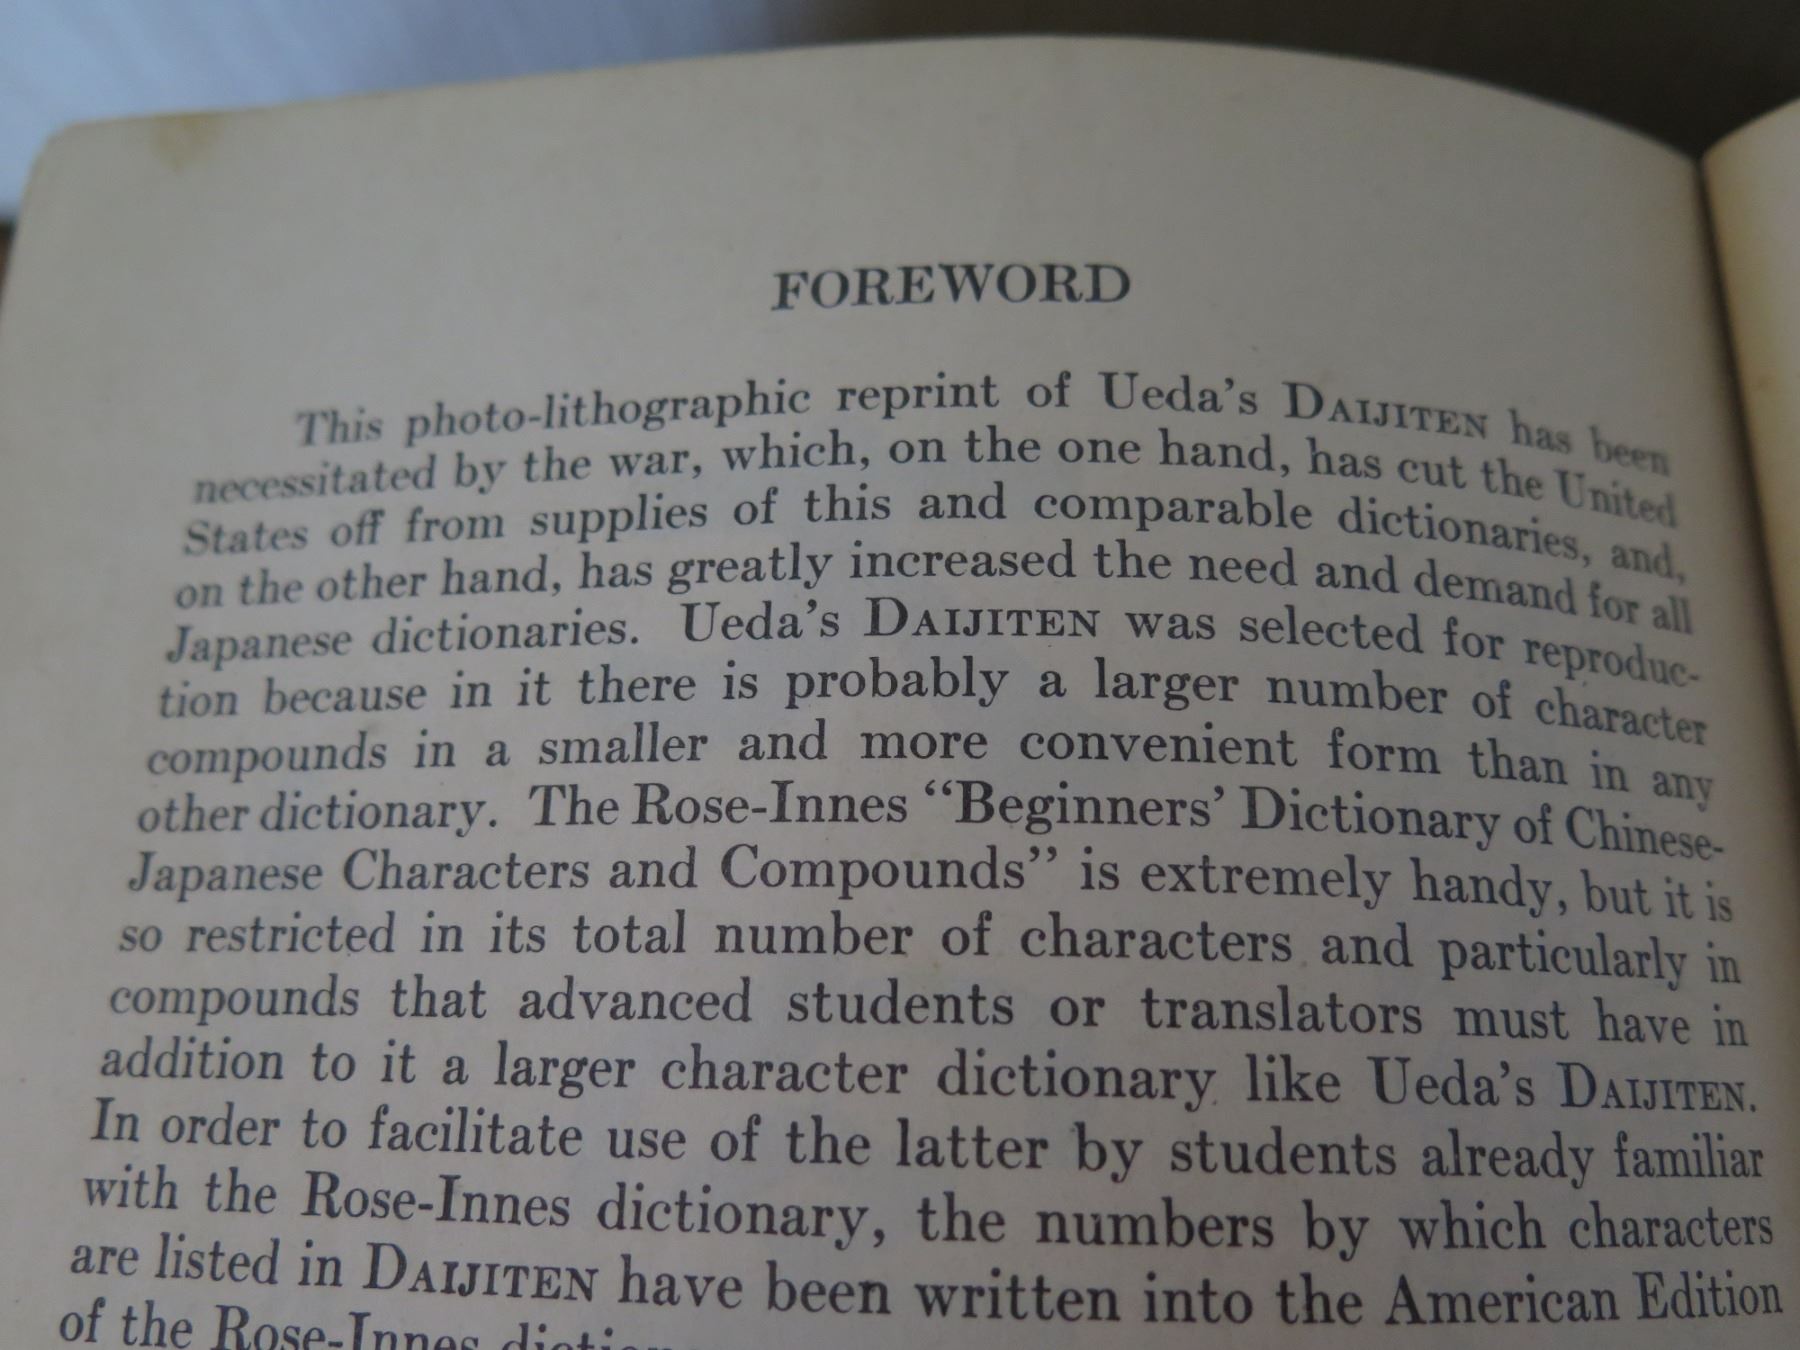 FOREWORD
This photo-lithographic reprint of Ueda's DAIJITEN has been
necessitated by the war, which, on the one hand, has cut the United
States off from supplies of this and comparable dictionaries, and,
on the other hand, has greatly increased the need and demand for all
Japanese dictionaries. Ueda's DAIJITEN was selected for reproduc-
tion because in it there is probably a larger number of character
compounds in a smaller and more convenient form than in any
other dictionary. The Rose-Innes “Beginners' Dictionary of Chinese-
Japanese Characters and Compounds” is extremely handy, but it is
so restricted in its total number of characters and particularly in
compounds that advanced students or translators must have in
addition to it a larger character dictionary like Ueda's DAIJITEN.
In order to facilitate use of the latter by students already familiar
with the Rose-Innes dictionary, the numbers by which characters
are listed in DAIJITEN have been written into the American Edition
of the Rose-Innes